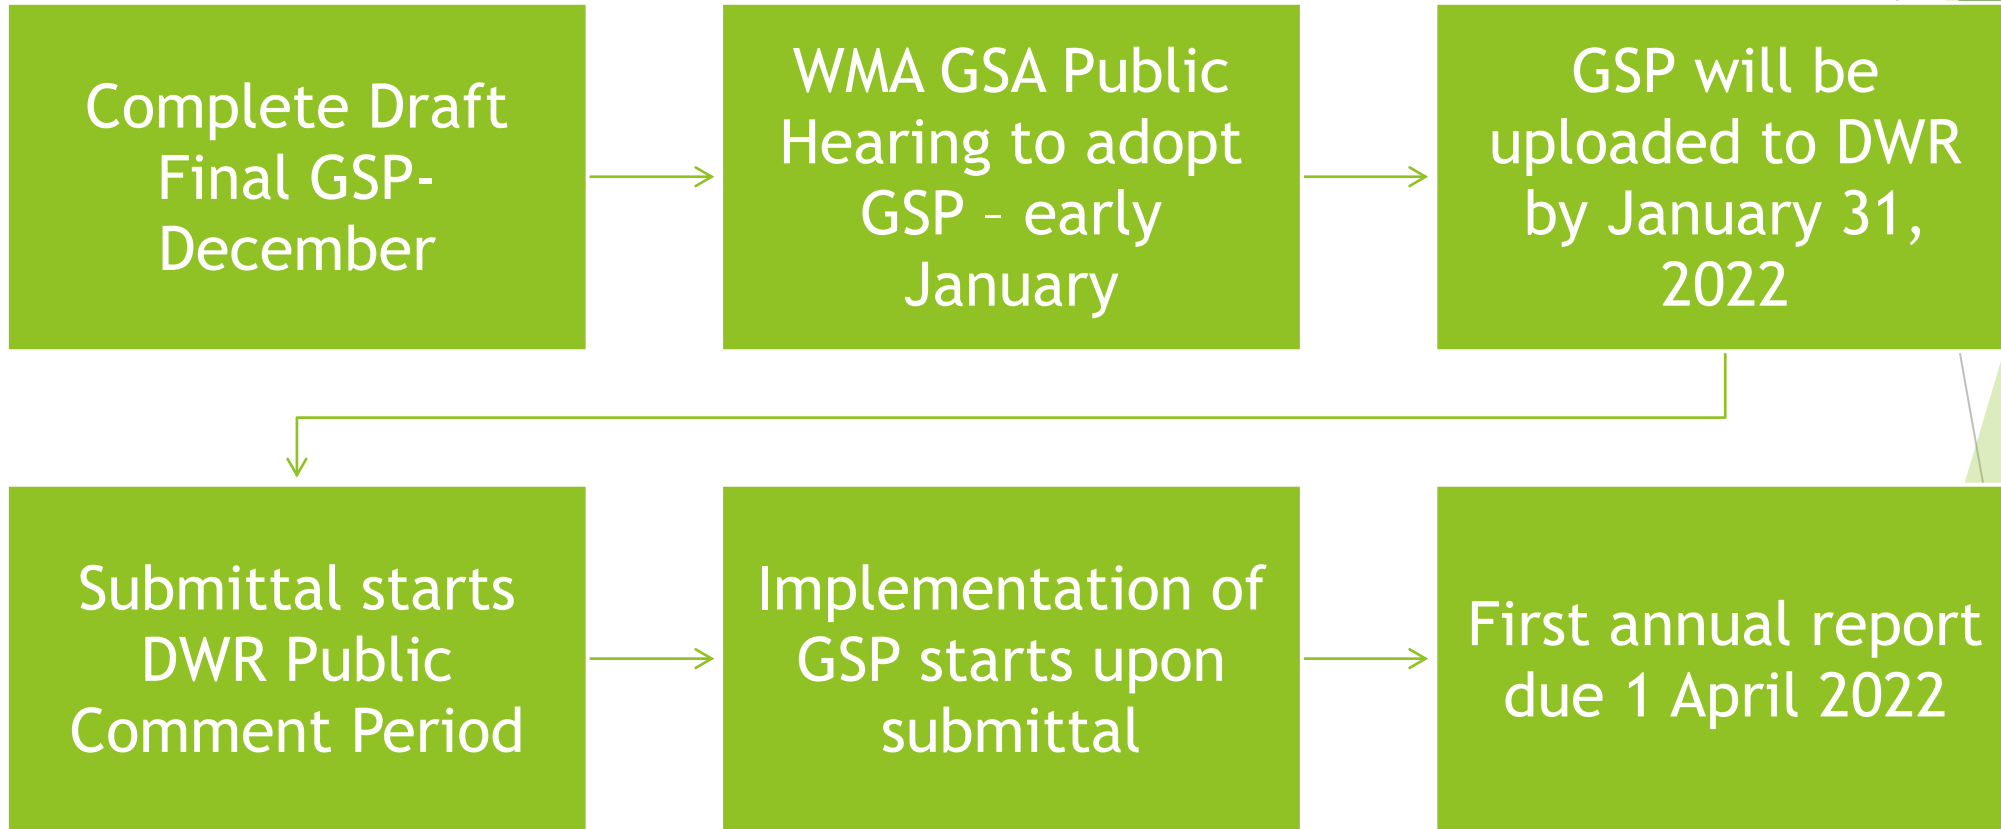 Complete Draft
Final GSP-
December
WMA GSA Public
Hearing to adopt
GSP – early
January
GSP will be
uploaded to DWR
by January 31,
2022
Submittal starts
DWR Public
Comment Period
Implementation of
GSP starts upon
submittal
First annual report
due 1 April 2022